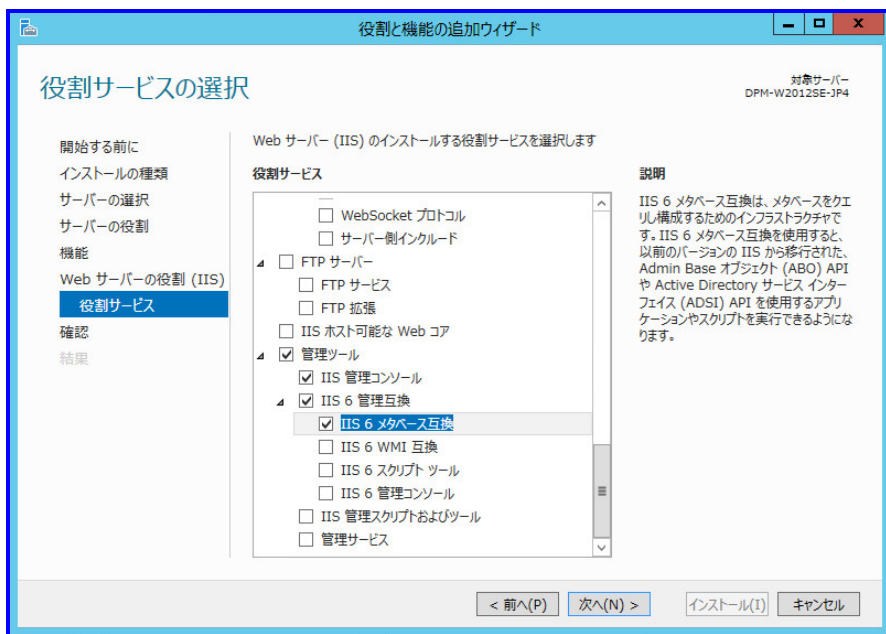 役割と機能の追加ウィザード
役割サービスの選択
対象サーバー
DPM-W2012SE-JP4
開始する前に
インストールの種類
サーバーの選択
サーバーの役割
機能
Web サーバーの役割 (IIS)
役割サービス
確認
結果
Web サーバー (IIS) のインストールする役割サービスを選択します
役割サービス
WebSocket プロトコル
サーバー側インクルード
FTP サーバー
FTP サービス
FTP 拡張
IIS ホスト可能な Web コア
管理ツール
IIS 管理コンソール
IIS 6 管理互換
IIS 6 メタベース互換
IIS 6 WMI 互換
IIS 6 スクリプト ツール
IIS 6 管理コンソール
IIS 管理スクリプトおよびツール
管理サービス
説明
IIS 6 メタベース互換は、メタベースをクエ
リし構成するためのインフラストラクチャで
す。IIS 6 メタベース互換を使用すると、
以前のバージョンの IIS から移行された、
Admin Base オブジェクト (ABO) API
や Active Directory サービス インター
フェイス (ADSI) API を使用するアプリ
ケーションやスクリプトを実行できるようにな
ります。
< 前へ(P)
次へ(N) >
インストール(I)
キャンセル